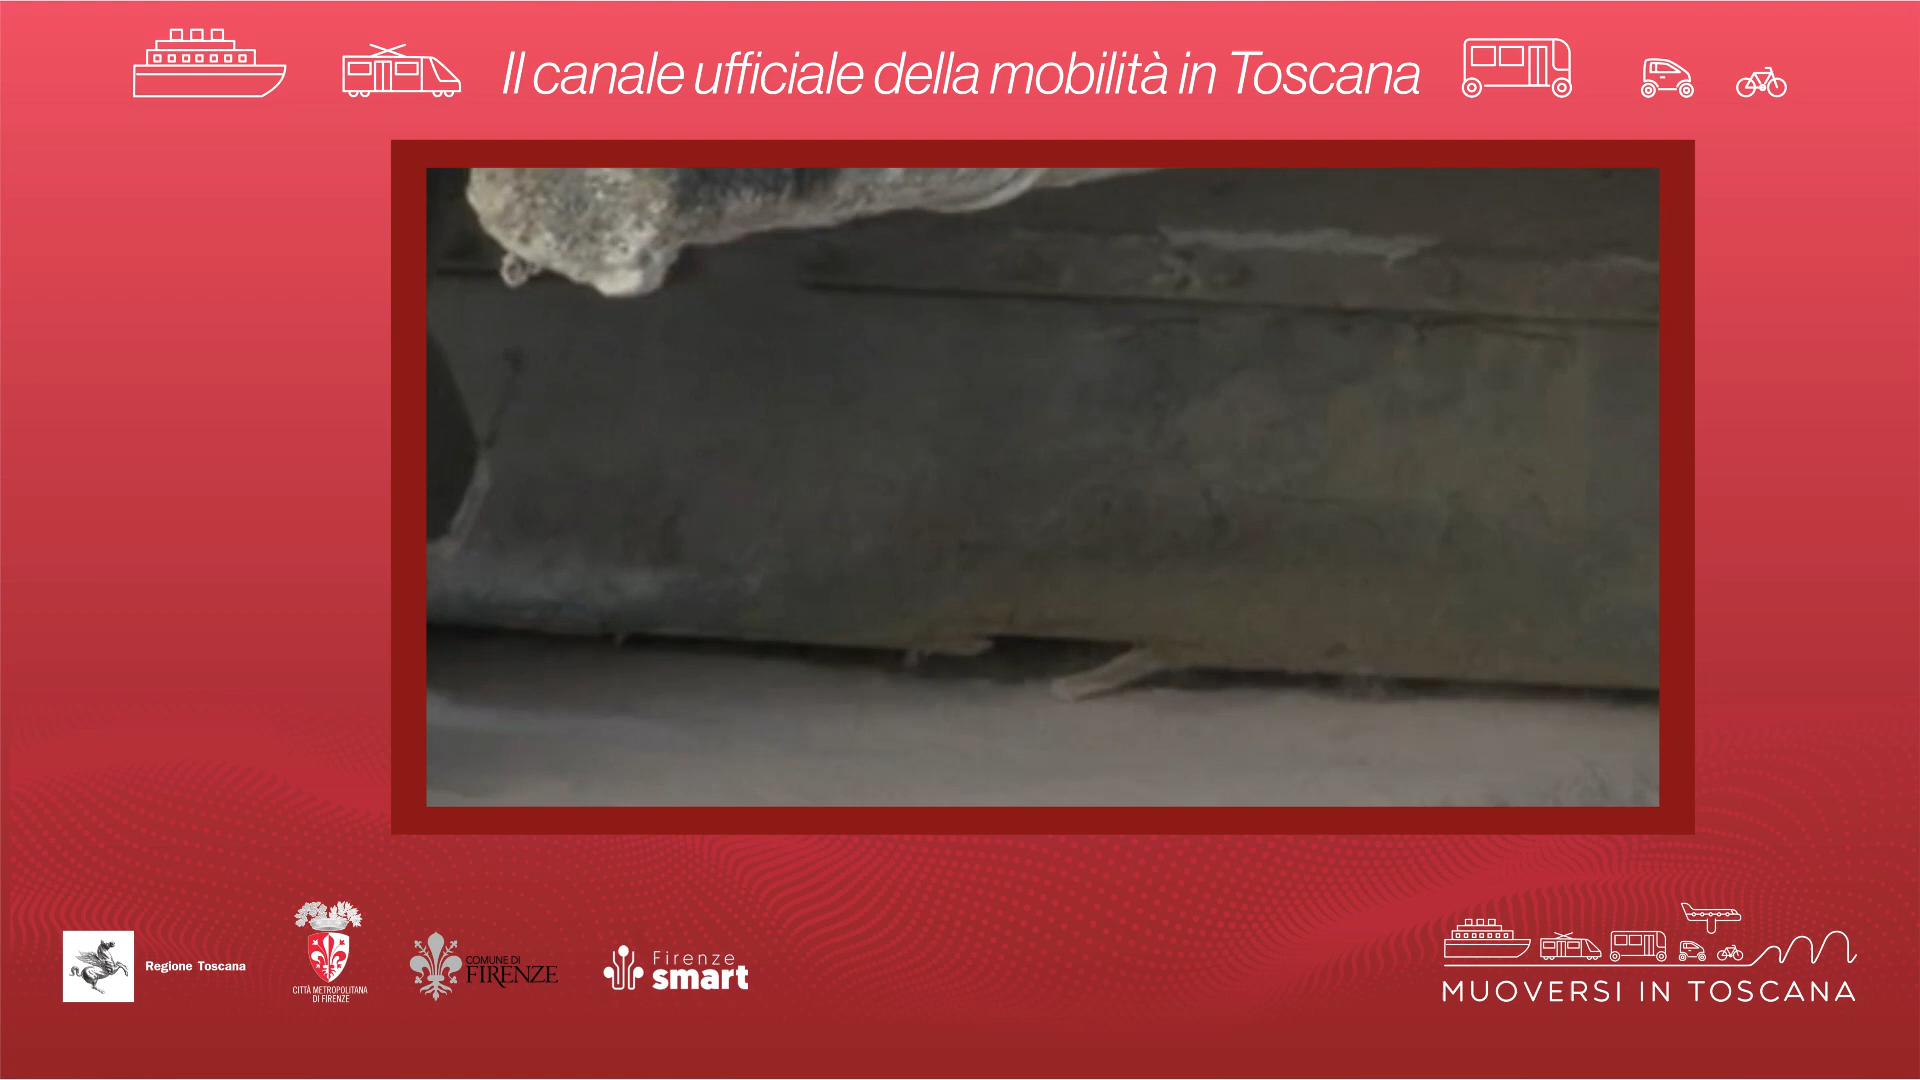 Il canale ufficiale della mobilità in Toscana
Regione Toscana
CITTÀ METROPOLITANA
DI FIRENZE
COMUNE DI
FIRENZE
Firenze
smart
MUOVERSI IN TOSCANA